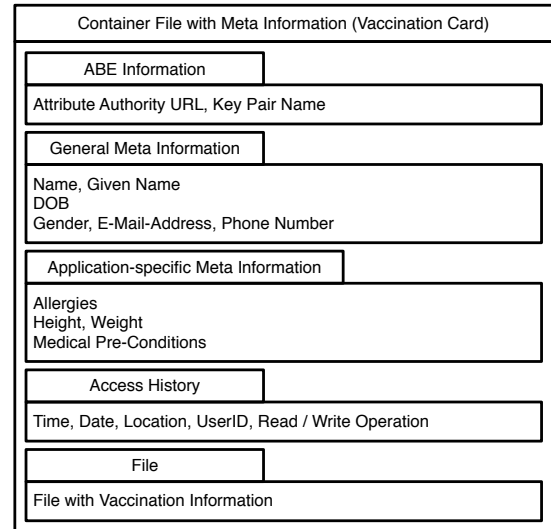 Container File with Meta Information (Vaccination Card)
ABE Information
Attribute Authority URL, Key Pair Name
General Meta Information
Name, Given Name
DOB
Gender, E-Mail-Address, Phone Number
Application-specific Meta Information
Allergies
Height, Weight
Medical Pre-Conditions
Access History
Time, Date, Location, UserID, Read / Write Operation
File
File with Vaccination Information